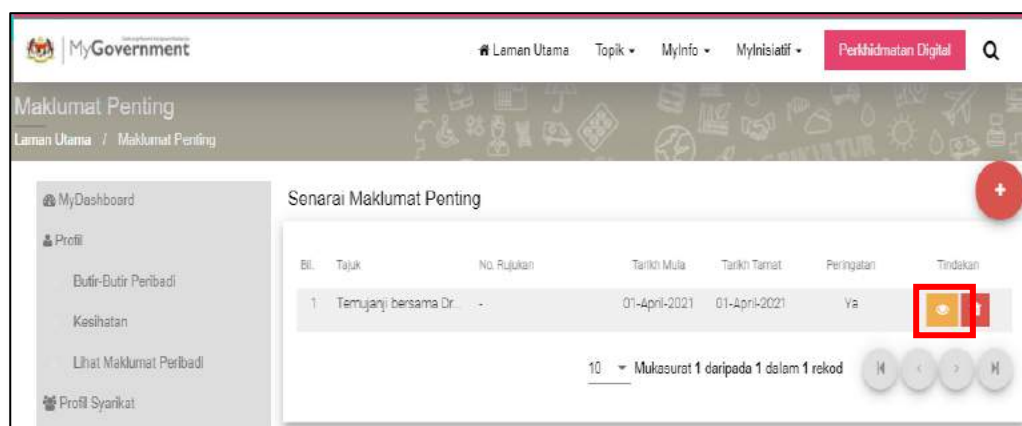 MyGovernment
Laman Utama Topik MyInfo MyInisiatif Perkhidmatan Digital
Maklumat Penting
Laman Utama / Maklumat Penting
MyDashboard
Profil
Butir-Butir Peribadi
Kesihatan
Lihat Maklumat Peribadi
Profil Syarikat
Senarai Maklumat Penting
+
Bil. Tajuk No. Rujukan Tarikh Mula Tarikh Tamat Peringatan Tindakan
1 Temujanji bersama Dr... - 01-April-2021 01-April-2021 Ya
10 Mukasurat 1 daripada 1 dalam 1 rekod